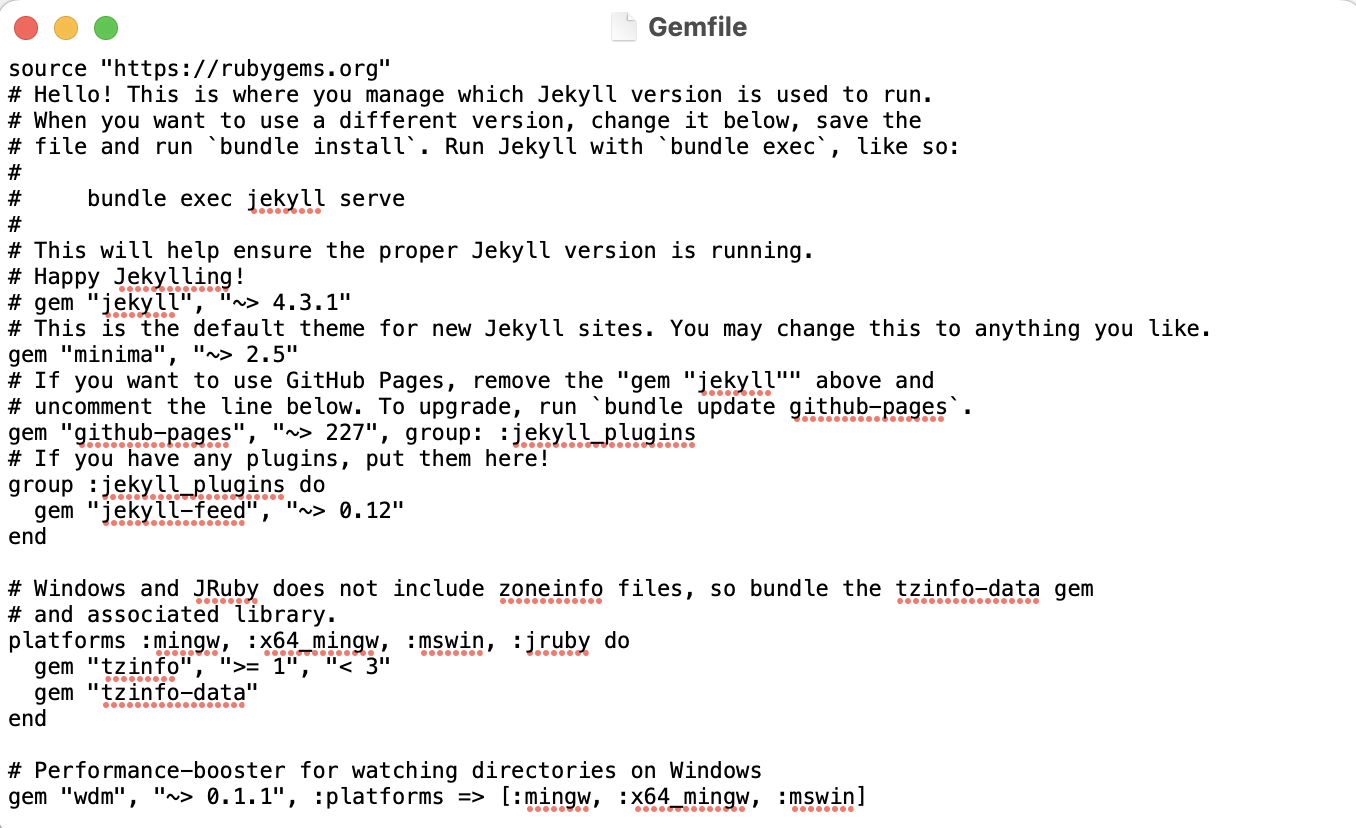 Gemfile
source "https://rubygems.org"
# Hello! This is where you manage which Jekyll version is used to run.
# When you want to use a different version, change it below, save the
# file and run `bundle install`. Run Jekyll with `bundle exec`, like so:
#
#     bundle exec jekyll serve
#
# This will help ensure the proper Jekyll version is running.
# Happy Jekylling!
# gem "jekyll", "~> 4.3.1"
# This is the default theme for new Jekyll sites. You may change this to anything you like.
gem "minima", "~> 2.5"
# If you want to use GitHub Pages, remove the "gem "jekyll"" above and
# uncomment the line below. To upgrade, run `bundle update github-pages`.
gem "github-pages", "~> 227", group: :jekyll_plugins
# If you have any plugins, put them here!
group :jekyll_plugins do
  gem "jekyll-feed", "~> 0.12"
end

# Windows and JRuby does not include zoneinfo files, so bundle the tzinfo-data gem
# and associated library.
platforms :mingw, :x64_mingw, :mswin, :jruby do
  gem "tzinfo", ">= 1", "< 3"
  gem "tzinfo-data"
end

# Performance-booster for watching directories on Windows
gem "wdm", "~> 0.1.1", :platforms => [:mingw, :x64_mingw, :mswin]